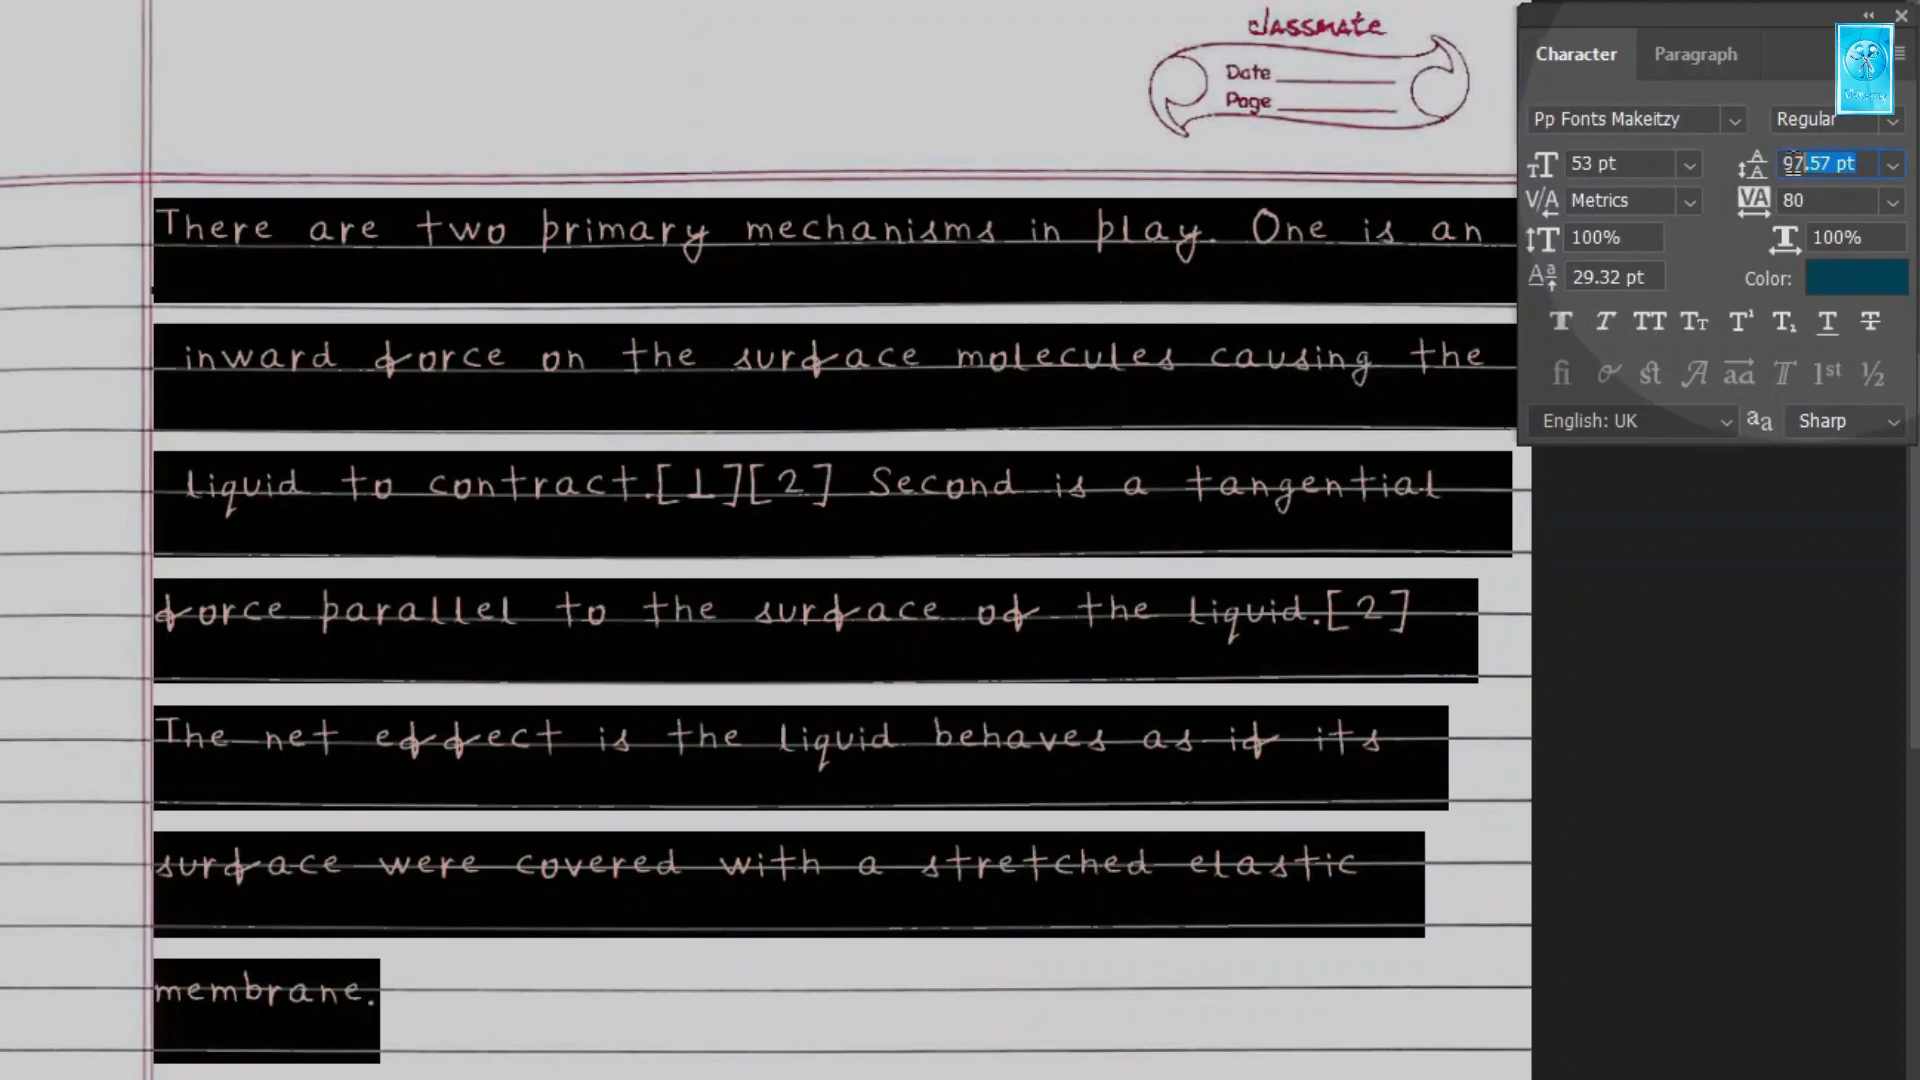 classmate
Date
Page
Character Paragraph
Pp Fonts Makeitzy Regular
53 pt 97.57 pt
Metrics 80
100% 100%
29.32 pt Color:
English: UK Sharp
There are two primary mechanisms in play. One is an
inward force on the surface molecules causing the
liquid to contract.[1][2] Second is a tangential
force parallel to the surface of the liquid.[2]
The net effect is the liquid behaves as if its
surface were covered with a stretched elastic
membrane.